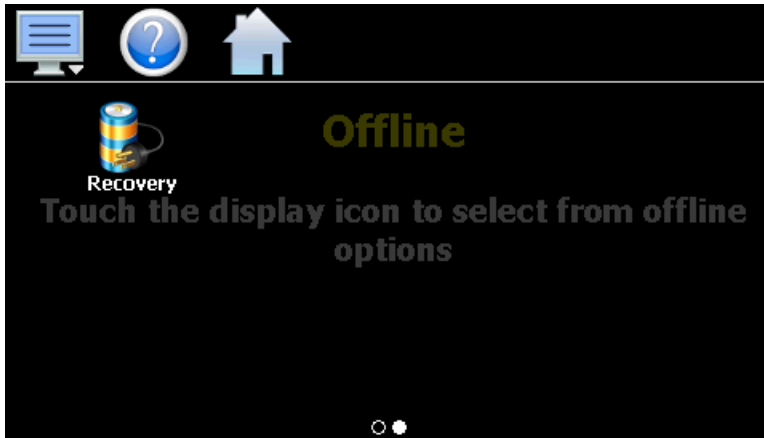 ?
Offline
Recovery
Touch the display icon to select from offline
options